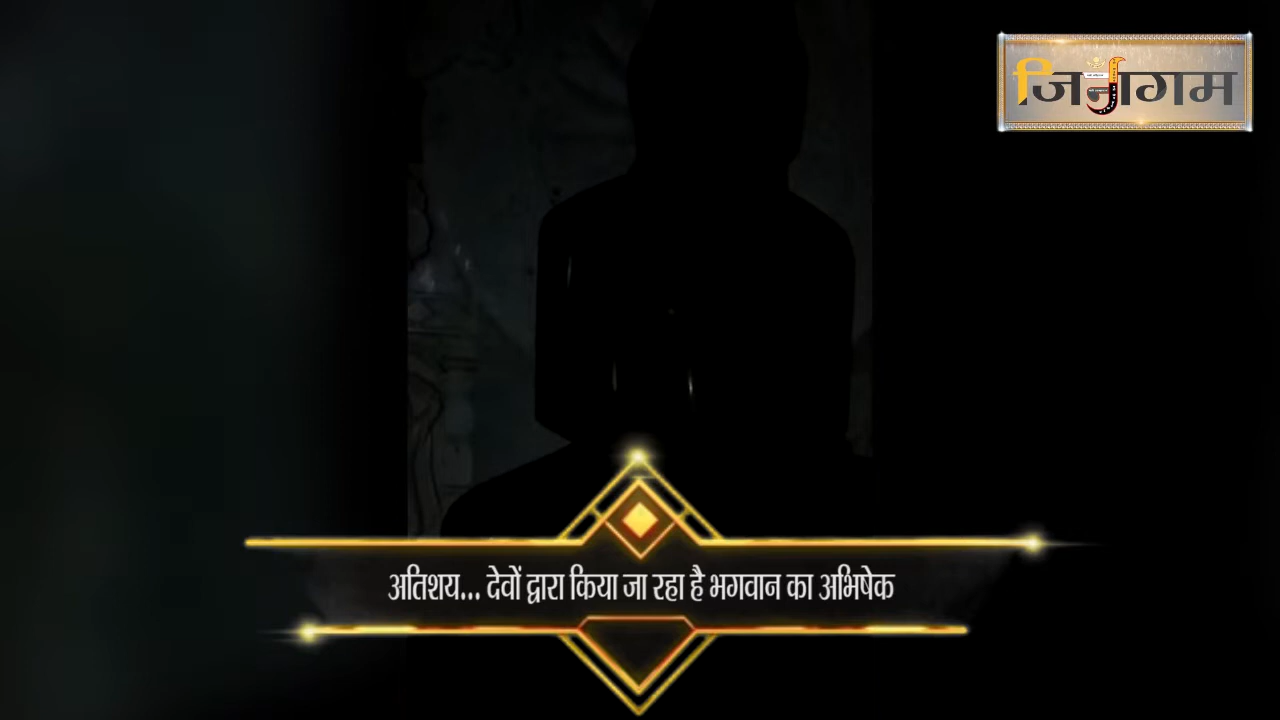 जिनागम
अतिशय... देवों द्वारा किया जा रहा है भगवान का अभिषेक